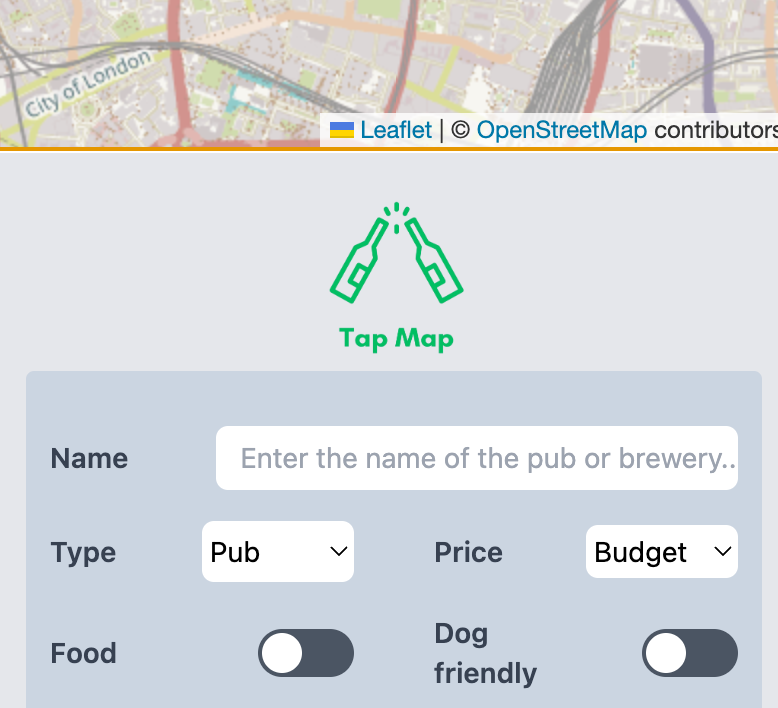 City of London
Leaflet | © OpenStreetMap contributors
Tap Map
Name Enter the name of the pub or brewery..
Type Pub Price Budget
Food Dog friendly